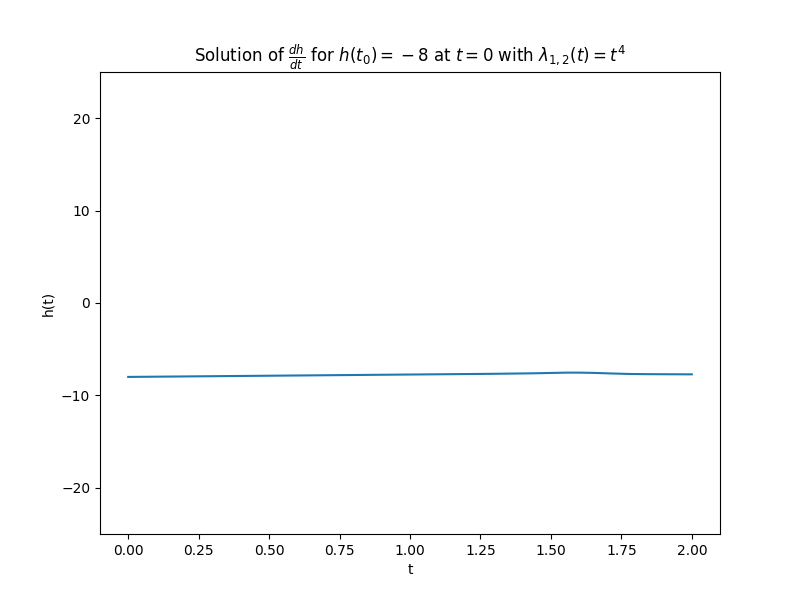 Solution of $\frac{dh}{dt}$ for $h(t_0) = -8$ at $t = 0$ with $\lambda_{1,2}(t) = t^4$
20
10
0
−10
−20
h(t)
0.00 0.25 0.50 0.75 1.00 1.25 1.50 1.75 2.00
t